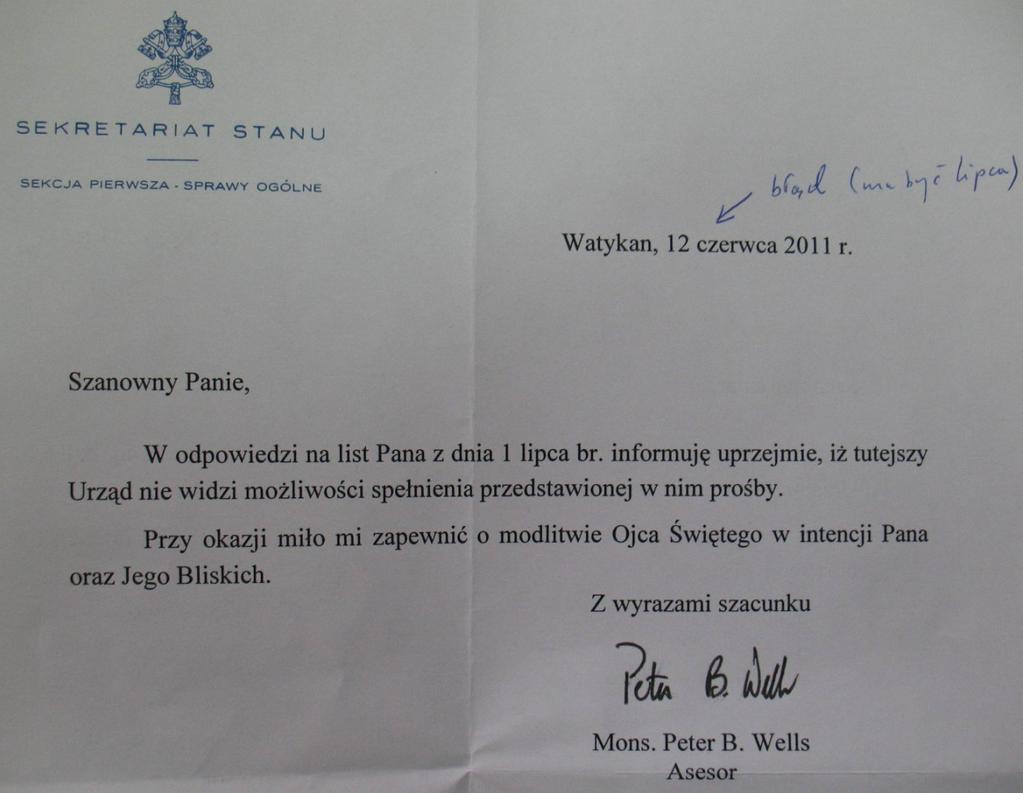 SEKRETARIAT STANU
SEKCJA PIERWSZA - SPRAWY OGÓLNE
błąd (ma być lipca)
Watykan, 12 czerwca 2011 r.
Szanowny Panie,
W odpowiedzi na list Pana z dnia 1 lipca br. informuję uprzejmie, iż tutejszy
Urząd nie widzi możliwości spełnienia przedstawionej w nim prośby.
Przy okazji miło mi zapewnić o modlitwie Ojca Świętego w intencji Pana
oraz Jego Bliskich.
Z wyrazami szacunku
Peter B. Wells
Mons. Peter B. Wells
Asesor